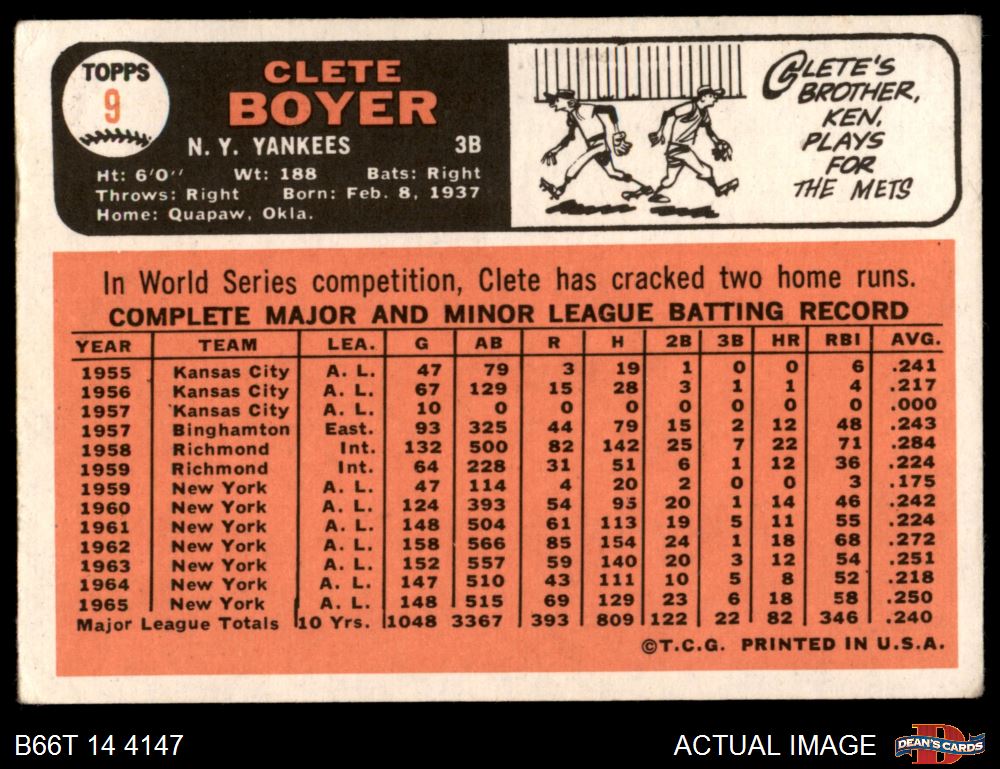 TOPPS
9
CLETE
BOYER
N. Y. YANKEES 3B
Ht: 6'0'' Wt: 188 Bats: Right
Throws: Right Born: Feb. 8, 1937
Home: Quapaw, Okla.
CLETE'S
BROTHER,
KEN,
PLAYS
FOR
THE METS
In World Series competition, Clete has cracked two home runs.
COMPLETE MAJOR AND MINOR LEAGUE BATTING RECORD
YEAR TEAM LEA. G AB R H 2B 3B HR RBI AVG.
1955 Kansas City A. L. 47 79 3 19 1 0 0 6 .241
1956 Kansas City A. L. 67 129 15 28 3 1 1 4 .217
1957 Kansas City A. L. 10 0 0 0 0 0 0 0 .000
1957 Binghamton East. 93 325 44 79 15 2 12 48 .243
1958 Richmond Int. 132 500 82 142 25 7 22 71 .284
1959 Richmond Int. 64 228 31 51 6 1 12 36 .224
1959 New York A. L. 47 114 4 20 2 0 0 3 .175
1960 New York A. L. 124 393 54 95 20 1 14 46 .242
1961 New York A. L. 148 504 61 113 19 5 11 55 .224
1962 New York A. L. 158 566 85 154 24 1 18 68 .272
1963 New York A. L. 152 557 59 140 20 3 12 54 .251
1964 New York A. L. 147 510 43 111 10 5 8 52 .218
1965 New York A. L. 148 515 69 129 23 6 18 58 .250
Major League Totals 10 Yrs. 1048 3367 393 809 122 22 82 346 .240
©T.C.G. PRINTED IN U.S.A.
B66T 14 4147 ACTUAL IMAGE DEAN'S CARDS